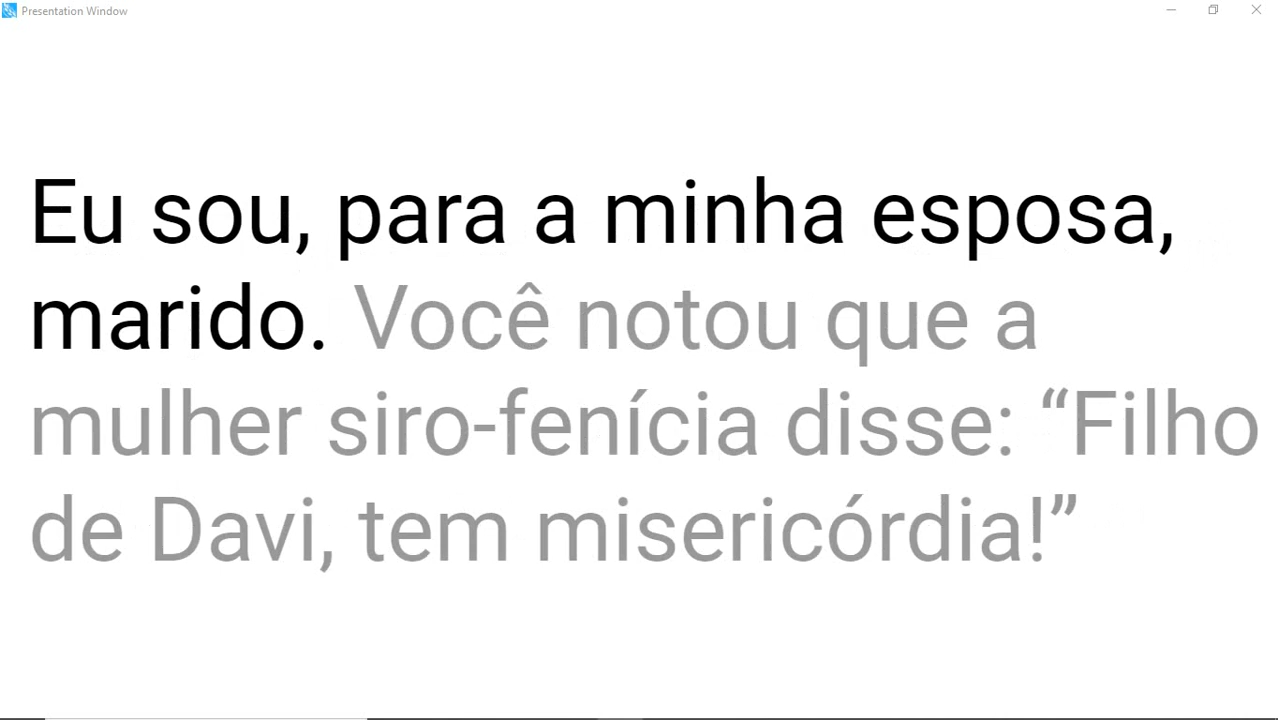 Presentation Window
Eu sou, para a minha esposa,
marido. Você notou que a
mulher siro-fenícia disse: “Filho
de Davi, tem misericórdia!”